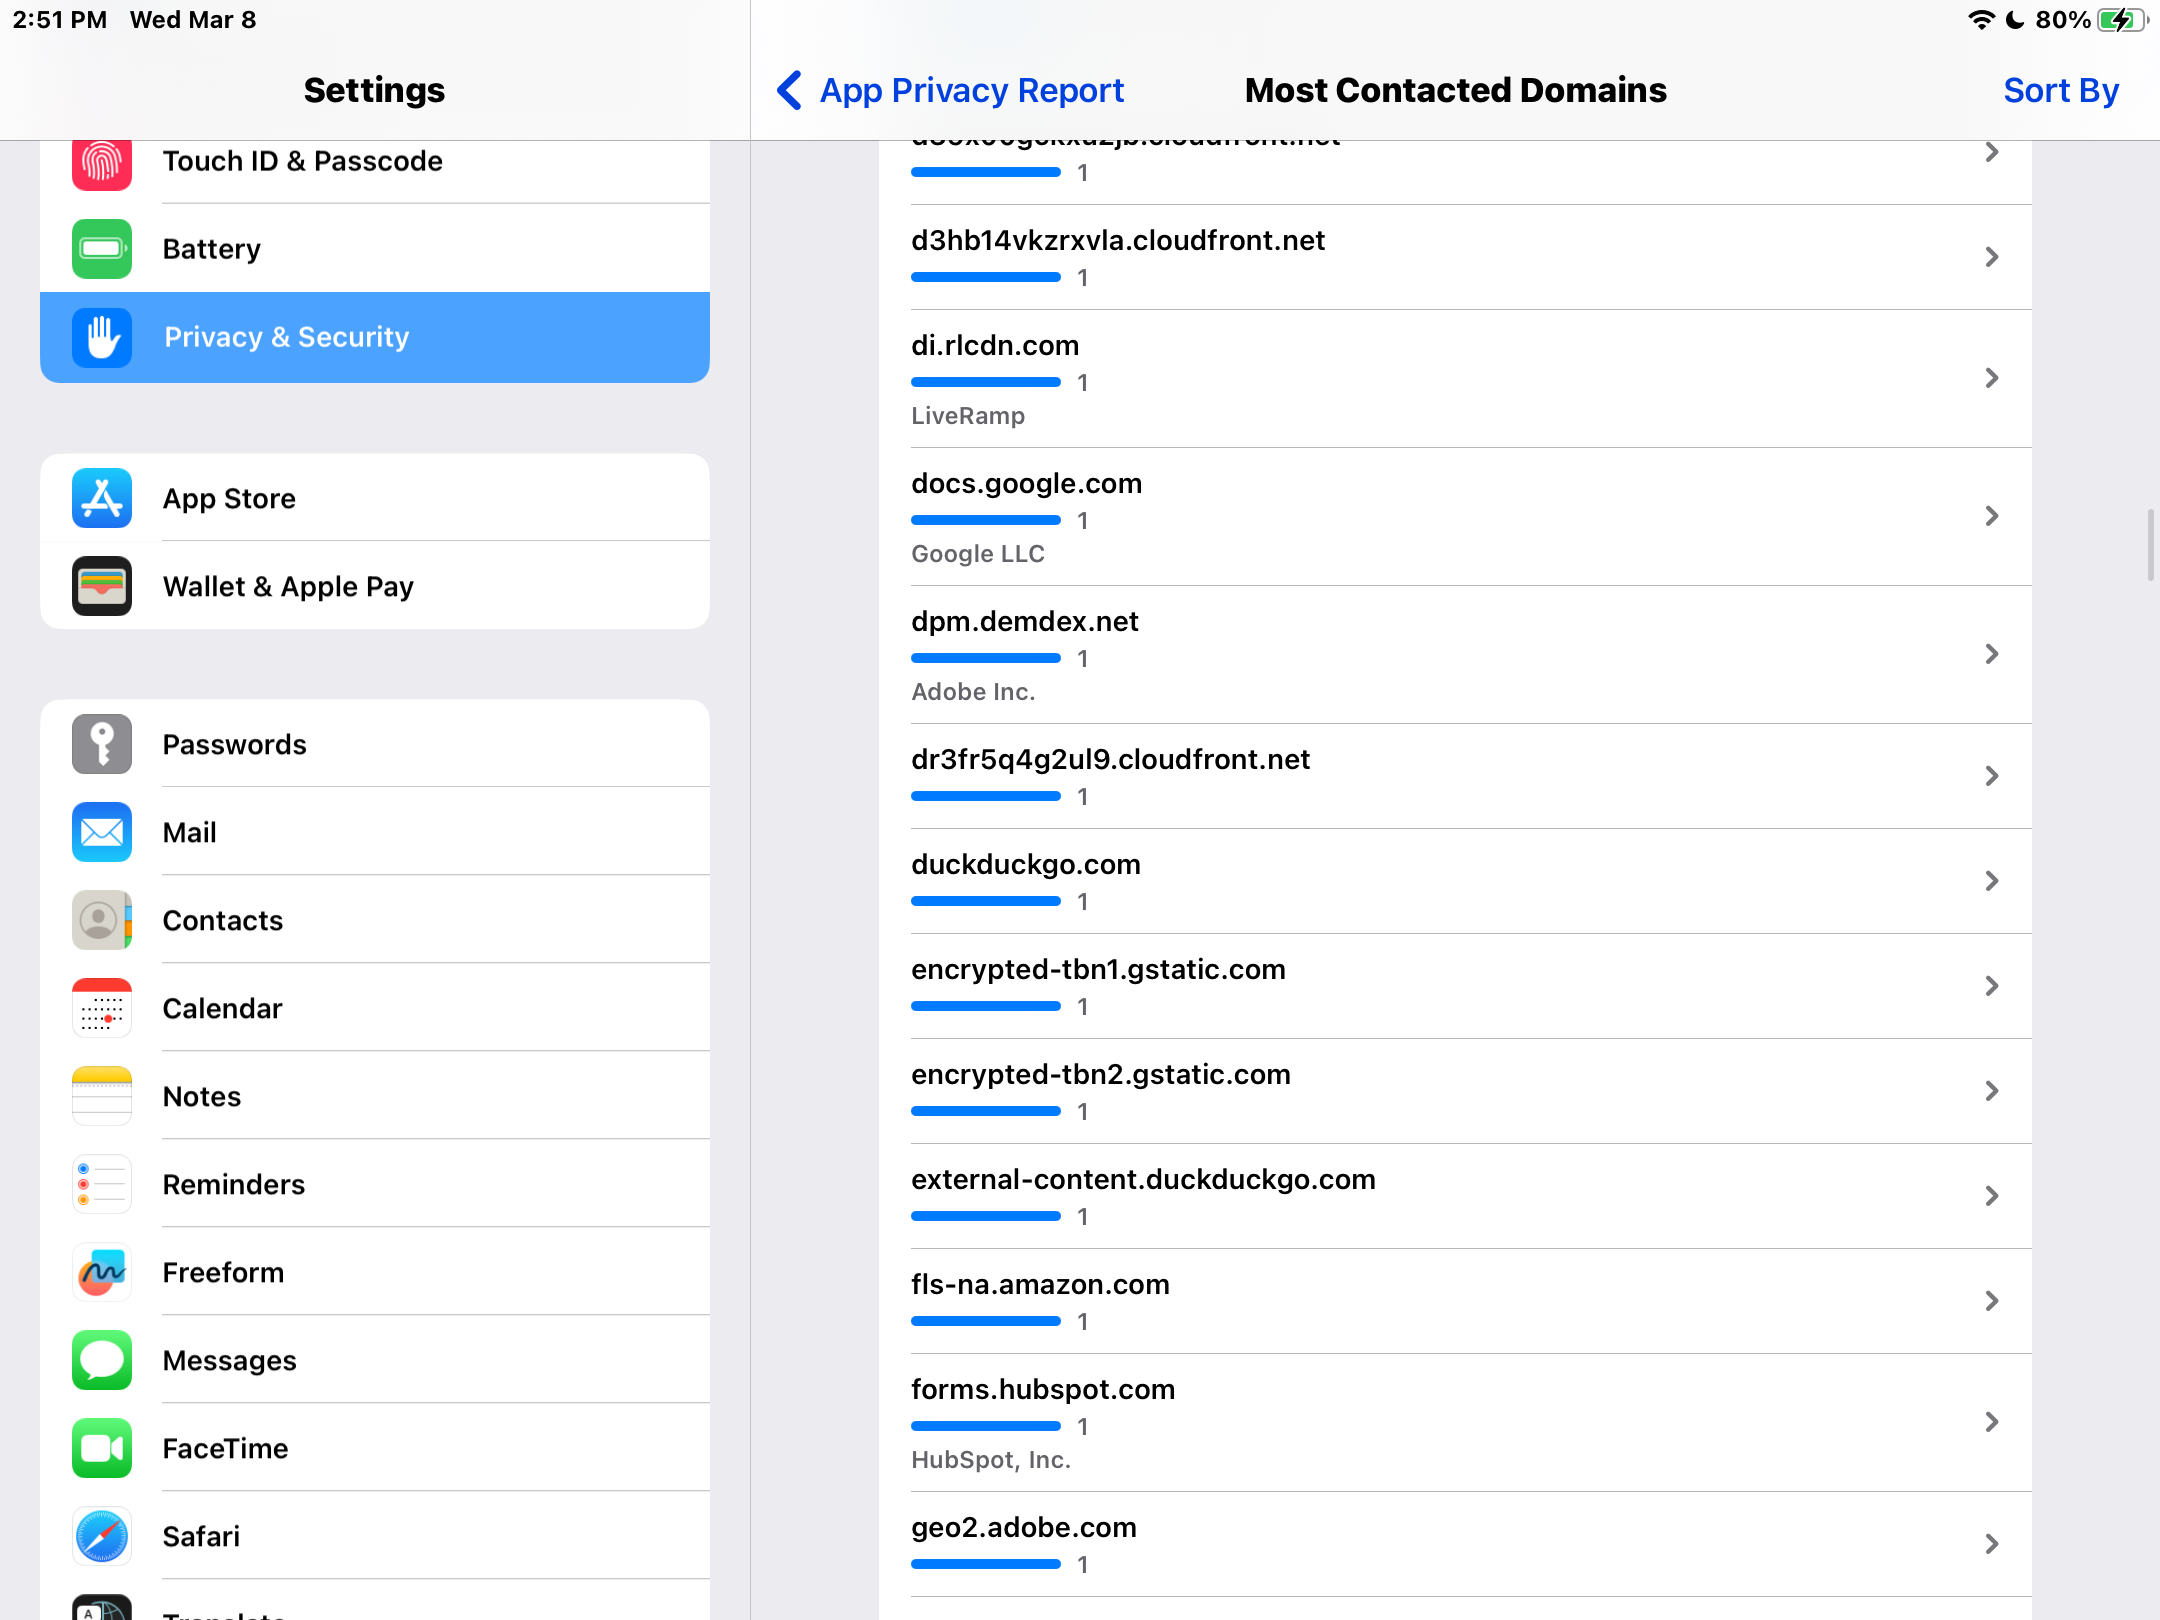 2:51 PM Wed Mar 8
80%
Settings
Touch ID & Passcode
Battery
Privacy & Security
App Store
Wallet & Apple Pay
Passwords
Mail
Contacts
Calendar
Notes
Reminders
Freeform
Messages
FaceTime
Safari
App Privacy Report
Most Contacted Domains
Sort By
1
d3hb14vkzrxvla.cloudfront.net
1
di.rlcdn.com
1
LiveRamp
docs.google.com
1
Google LLC
dpm.demdex.net
1
Adobe Inc.
dr3fr5q4g2ul9.cloudfront.net
1
duckduckgo.com
1
encrypted-tbn1.gstatic.com
1
encrypted-tbn2.gstatic.com
1
external-content.duckduckgo.com
1
fls-na.amazon.com
1
forms.hubspot.com
1
HubSpot, Inc.
geo2.adobe.com
1